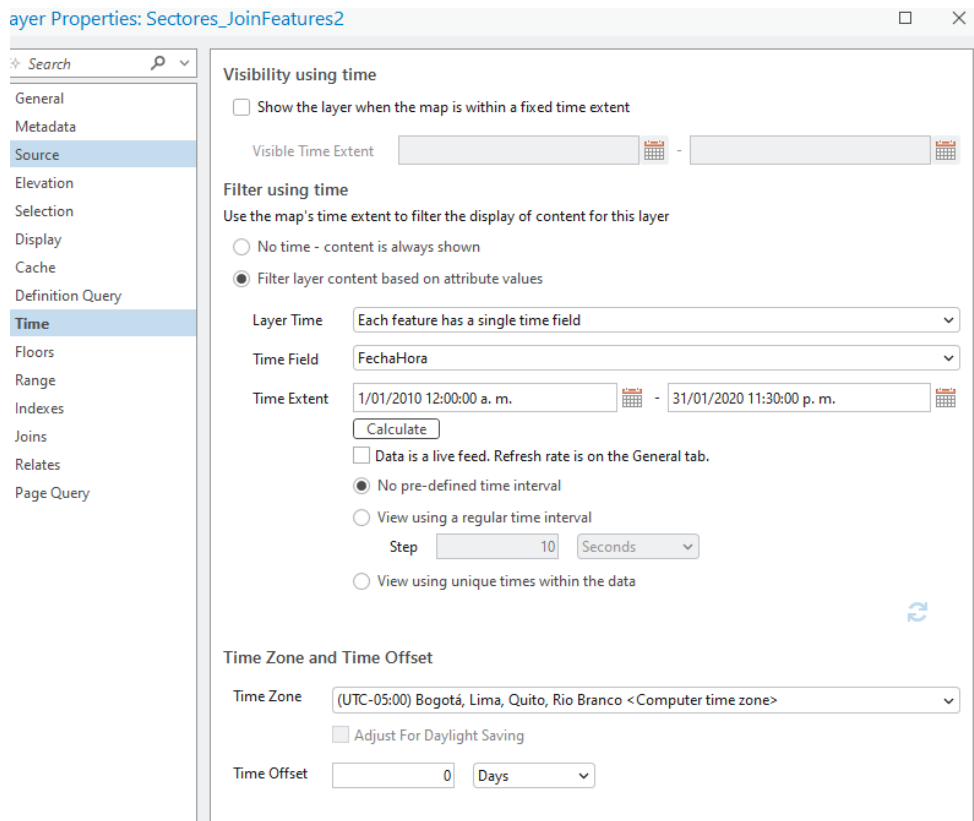 ayer Properties: Sectores_JoinFeatures2
Search
General
Metadata
Source
Elevation
Selection
Display
Cache
Definition Query
Time
Floors
Range
Indexes
Joins
Relates
Page Query
Visibility using time
Show the layer when the map is within a fixed time extent
Visible Time Extent -
Filter using time
Use the map's time extent to filter the display of content for this layer
No time - content is always shown
Filter layer content based on attribute values
Layer Time Each feature has a single time field
Time Field FechaHora
Time Extent 1/01/2010 12:00:00 a. m. - 31/01/2020 11:30:00 p. m.
Calculate
Data is a live feed. Refresh rate is on the General tab.
No pre-defined time interval
View using a regular time interval
Step 10 Seconds
View using unique times within the data
Time Zone and Time Offset
Time Zone (UTC-05:00) Bogotá, Lima, Quito, Rio Branco <Computer time zone>
Adjust For Daylight Saving
Time Offset 0 Days